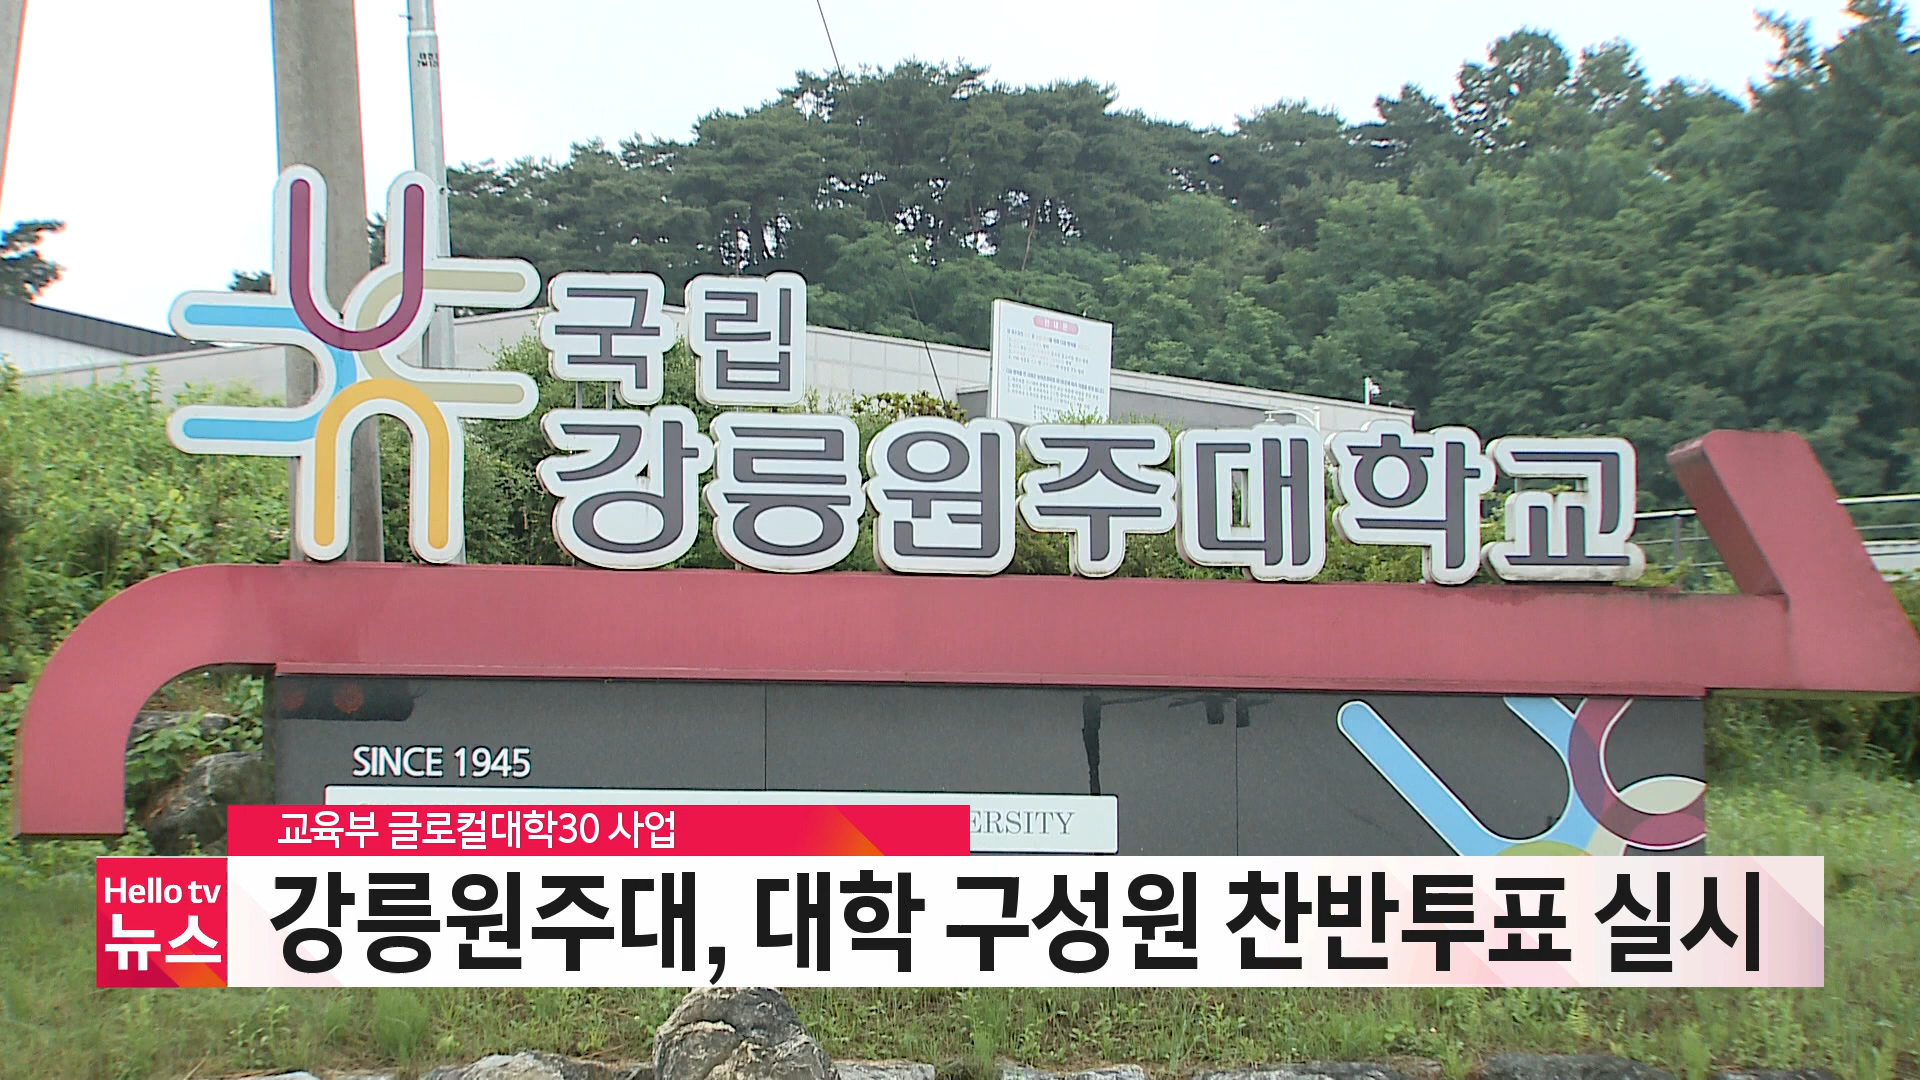 국립
강릉원주대학교
SINCE 1945
ERSITY
교육부 글로컬대학30 사업
Hello tv
뉴스
강릉원주대, 대학 구성원 찬반투표 실시